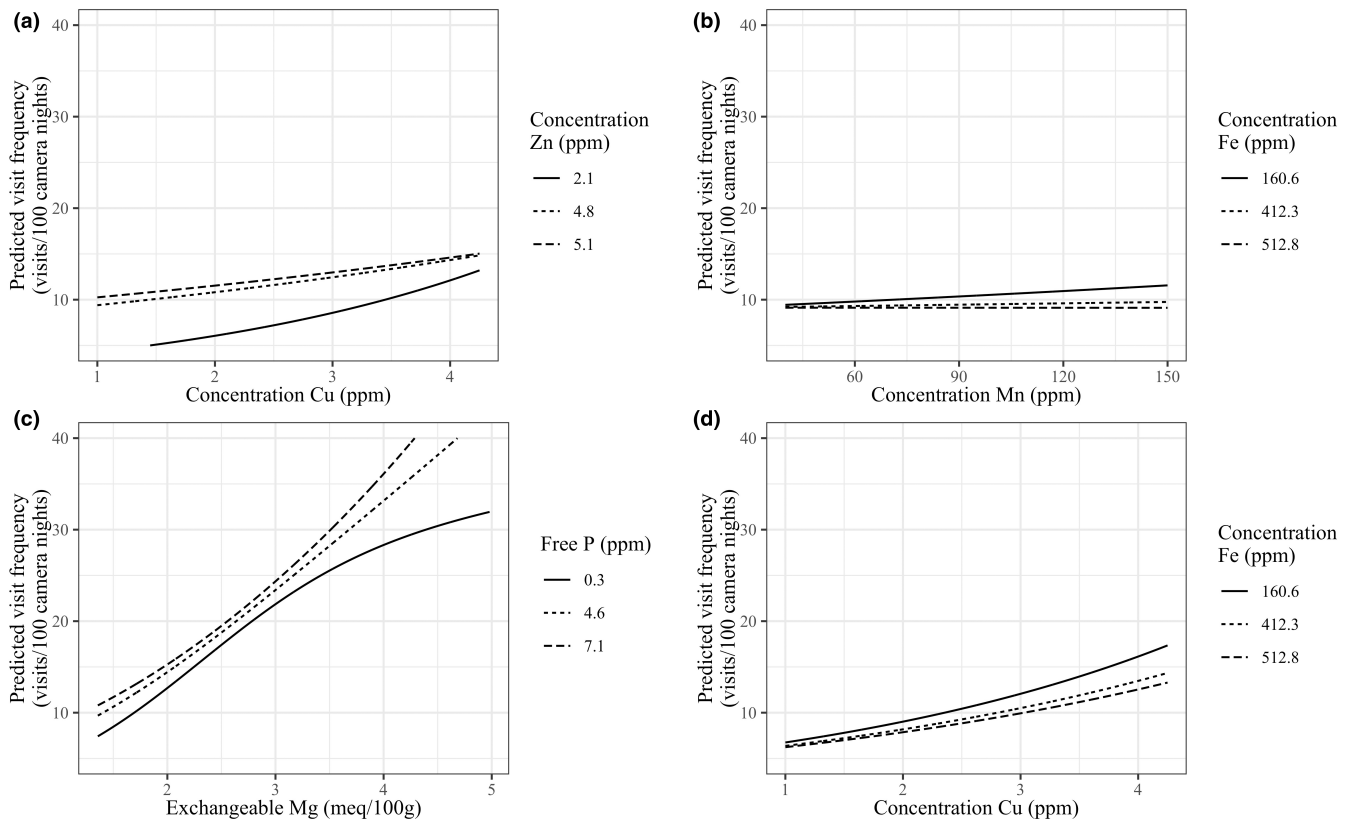 (a)
40
30
20
10
Predicted visit frequency
(visits/100 camera nights)
1 2 3 4
Concentration Cu (ppm)
Concentration
Zn (ppm)
2.1
4.8
5.1
(b)
40
30
20
10
Predicted visit frequency
(visits/100 camera nights)
60 90 120 150
Concentration Mn (ppm)
Concentration
Fe (ppm)
160.6
412.3
512.8
(c)
40
30
20
10
Predicted visit frequency
(visits/100 camera nights)
2 3 4 5
Exchangeable Mg (meq/100g)
Free P (ppm)
0.3
4.6
7.1
(d)
40
30
20
10
Predicted visit frequency
(visits/100 camera nights)
1 2 3 4
Concentration Cu (ppm)
Concentration
Fe (ppm)
160.6
412.3
512.8